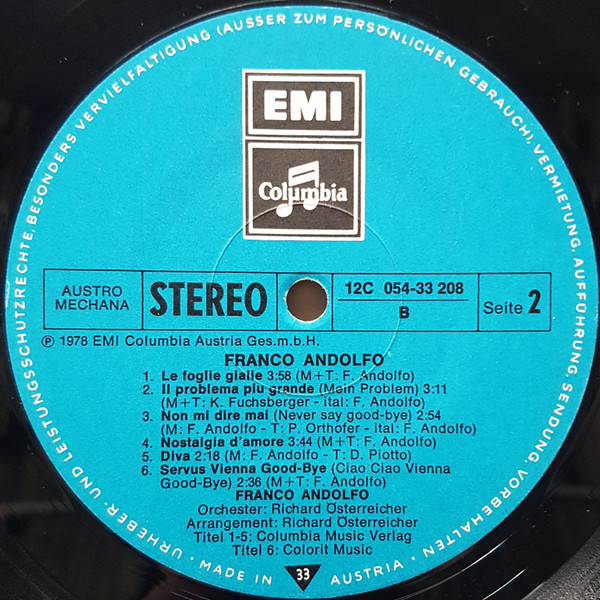 URHEBER- UND LEISTUNGSSCHUTZRECHTE, BESONDERS VERVIELFÄLTIGUNG (AUSSER ZUM PERSÖNLICHEN GEBRAUCH), VERMIETUNG, AUFFÜHRUNG, SENDUNG, VORBEHALTEN •
EMI
Columbia
AUSTRO
MECHANA
STEREO
12C 054-33 208
B
Seite 2
℗ 1978 EMI Columbia Austria Ges.m.b.H.
FRANCO ANDOLFO
1. Le foglie gialle 3:58 (M+T: F. Andolfo)
2. Il problema più grande (Mein Problem) 3:11
(M+T: K. Fuchsberger - ital: F. Andolfo)
3. Non mi dire mai (Never say good-bye) 2:54
(M: F. Andolfo - T: P. Orthofer - ital: F. Andolfo)
4. Nostalgia d'amore 3:44 (M+T: F. Andolfo)
5. Diva 2:18 (M: F. Andolfo - T: D. Piotto)
6. Servus Vienna Good-Bye (Ciao Ciao Vienna
Good-Bye) 2:36 (M+T: F. Andolfo)
FRANCO ANDOLFO
Orchester: Richard Österreicher
Arrangement: Richard Österreicher
Titel 1-5: Columbia Music Verlag
Titel 6: Colorit Music
• MADE IN AUSTRIA •
33